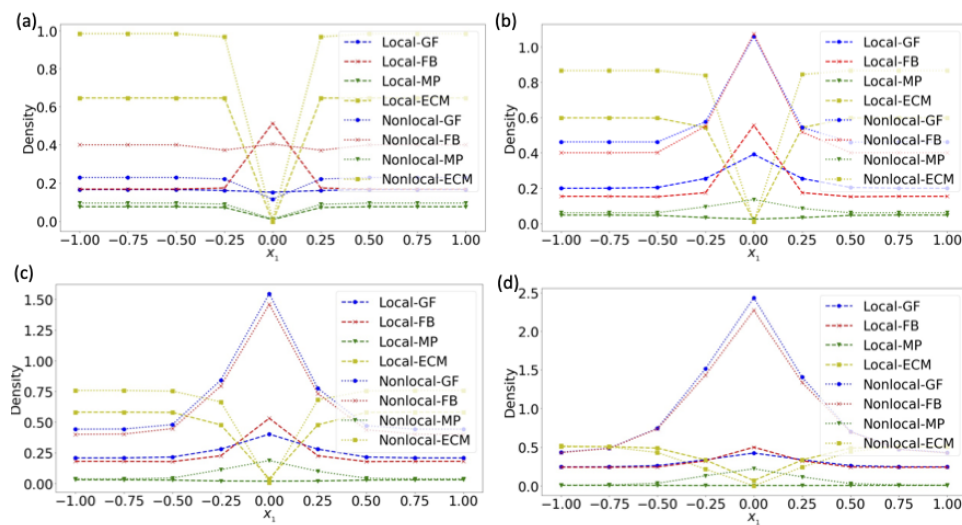 (a)
1.0
0.8
0.6
0.4
0.2
0.0
Density
−1.00 −0.75 −0.50 −0.25 0.00 0.25 0.50 0.75 1.00
x1
Local-GF
Local-FB
Local-MP
Local-ECM
Nonlocal-GF
Nonlocal-FB
Nonlocal-MP
Nonlocal-ECM
(b)
1.0
0.8
0.6
0.4
0.2
0.0
Density
−1.00 −0.75 −0.50 −0.25 0.00 0.25 0.50 0.75 1.00
x1
Local-GF
Local-FB
Local-MP
Local-ECM
Nonlocal-GF
Nonlocal-FB
Nonlocal-MP
Nonlocal-ECM
(c)
1.50
1.25
1.00
0.75
0.50
0.25
0.00
Density
−1.00 −0.75 −0.50 −0.25 0.00 0.25 0.50 0.75 1.00
x1
Local-GF
Local-FB
Local-MP
Local-ECM
Nonlocal-GF
Nonlocal-FB
Nonlocal-MP
Nonlocal-ECM
(d)
2.5
2.0
1.5
1.0
0.5
0.0
Density
−1.00 −0.75 −0.50 −0.25 0.00 0.25 0.50 0.75 1.00
x1
Local-GF
Local-FB
Local-MP
Local-ECM
Nonlocal-GF
Nonlocal-FB
Nonlocal-MP
Nonlocal-ECM